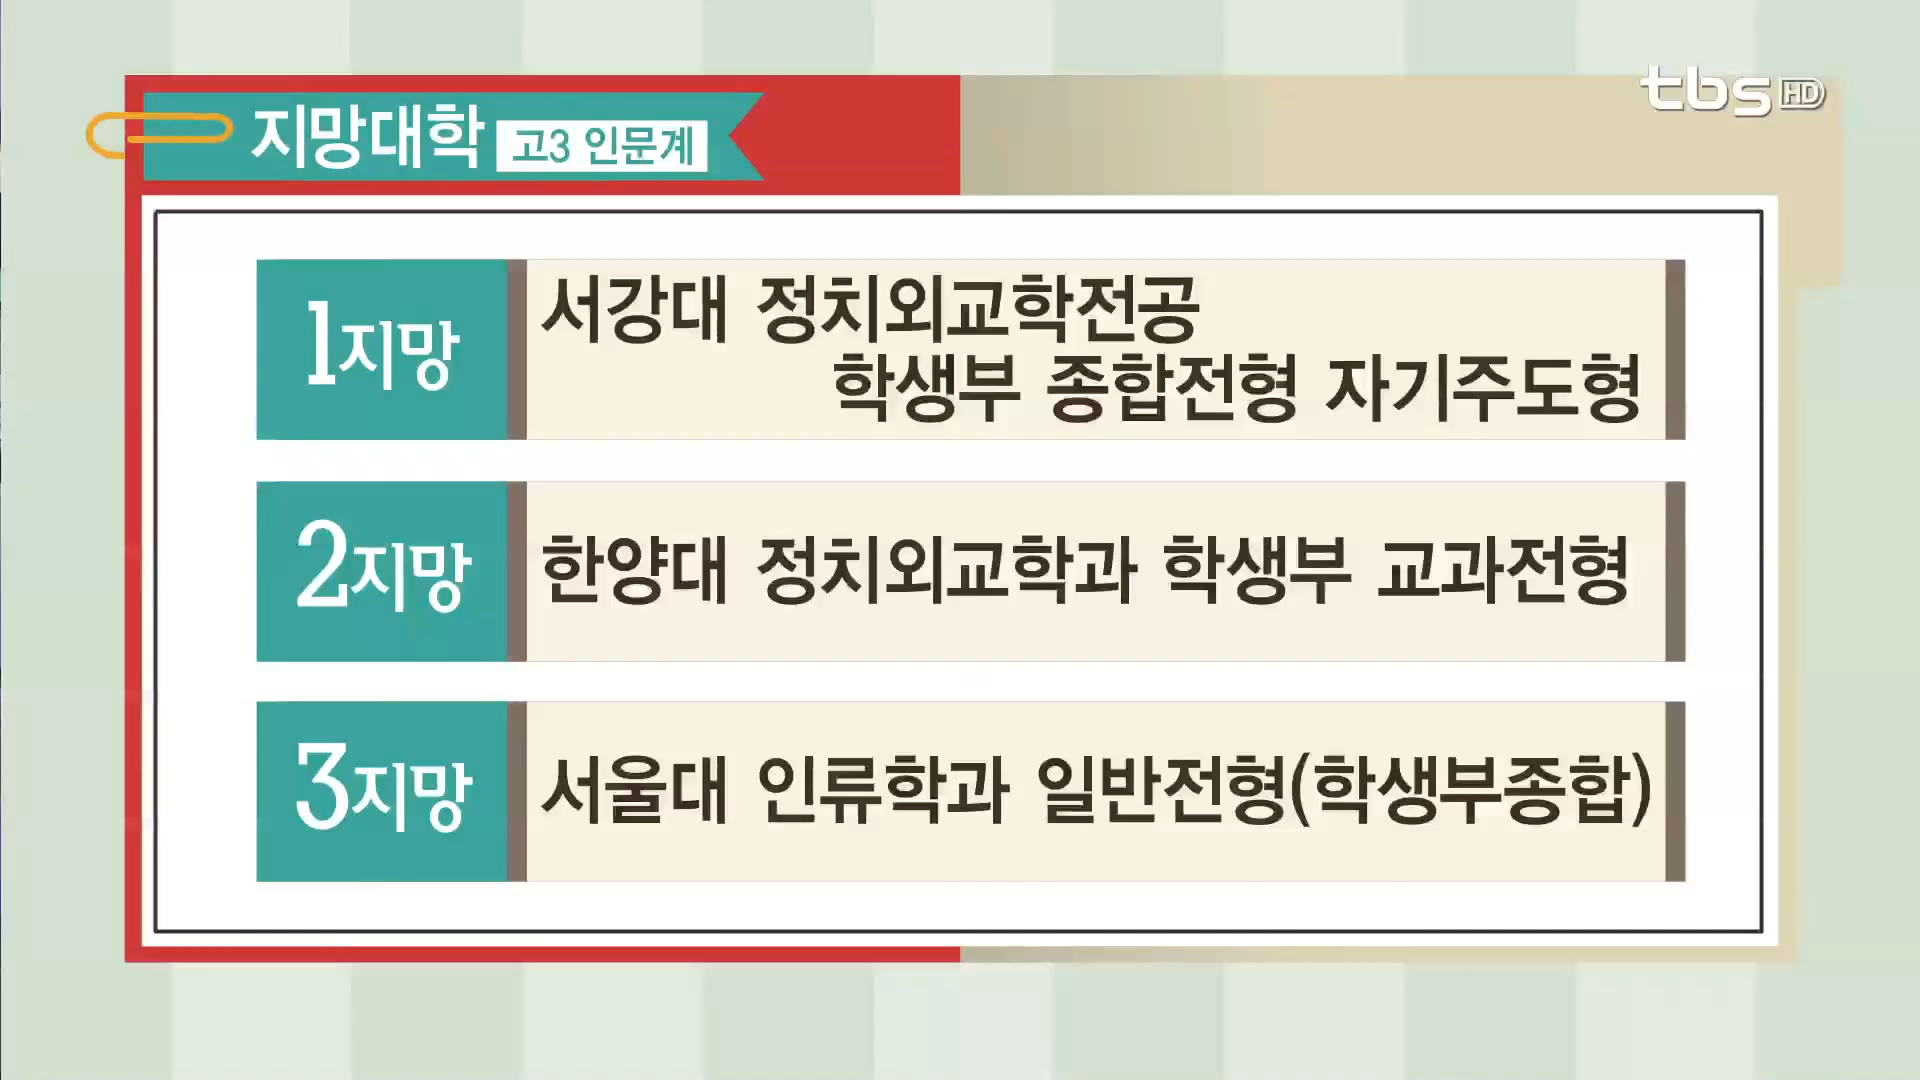 tbs HD
지망대학 고3 인문계
1지망
서강대 정치외교학전공
학생부 종합전형 자기주도형
2지망
한양대 정치외교학과 학생부 교과전형
3지망
서울대 인류학과 일반전형(학생부종합)